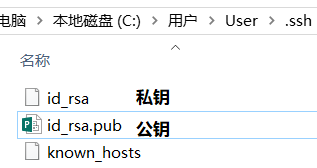 电脑 > 本地磁盘 (C:) > 用户 > User > .ssh
名称
id_rsa 私钥
id_rsa.pub 公钥
known_hosts